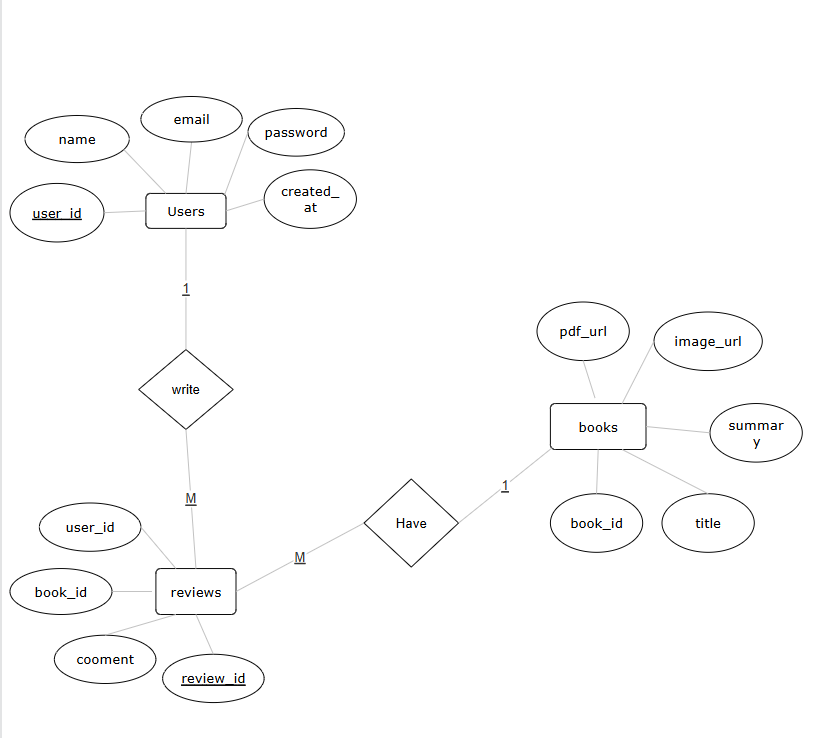 email
name
password
created_
at
user_id
Users
1
write
pdf_url
image_url
books
summar
y
1
M
user_id
Have
book_id
title
M
book_id
reviews
cooment
review_id